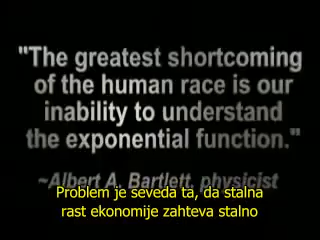 "The greatest shortcoming
of the human race is our
inability to understand
the exponential function."
~Albert A. Bartlett, physicist
Problem je seveda ta, da stalna
rast ekonomije zahteva stalno